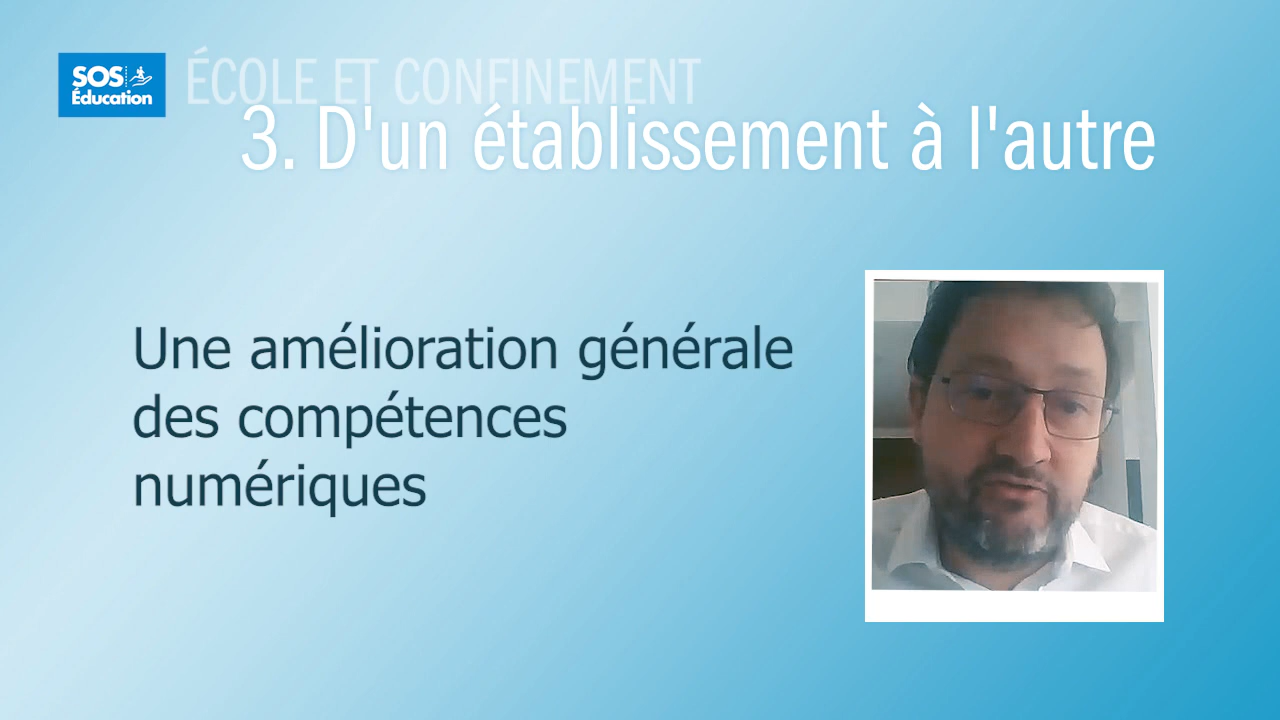 SOS
Éducation
ÉCOLE ET CONFINEMENT
3. D'un établissement à l'autre
Une amélioration générale
des compétences
numériques